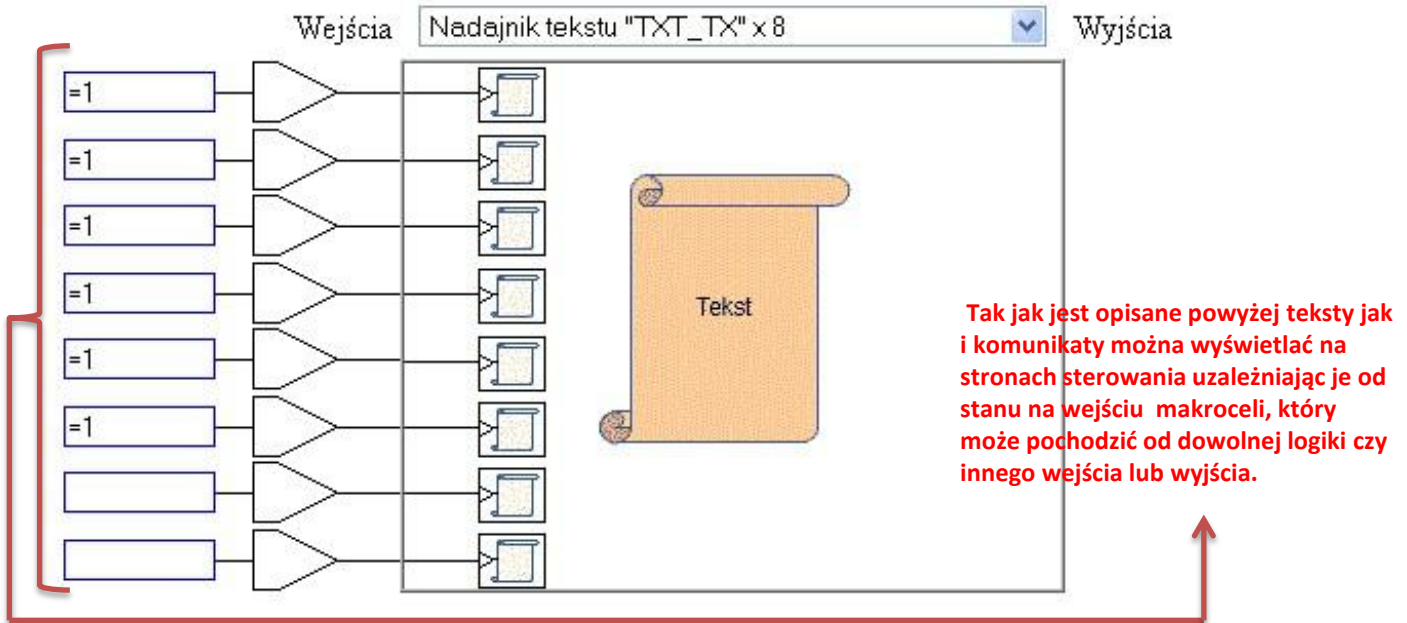 Wejścia Nadajnik tekstu "TXT_TX" x 8 Wyjścia
=1
=1
=1
=1
=1
=1
Tekst
Tak jak jest opisane powyżej teksty jak
i komunikaty można wyświetlać na
stronach sterowania uzależniając je od
stanu na wejściu makroceli, który
może pochodzić od dowolnej logiki czy
innego wejścia lub wyjścia.